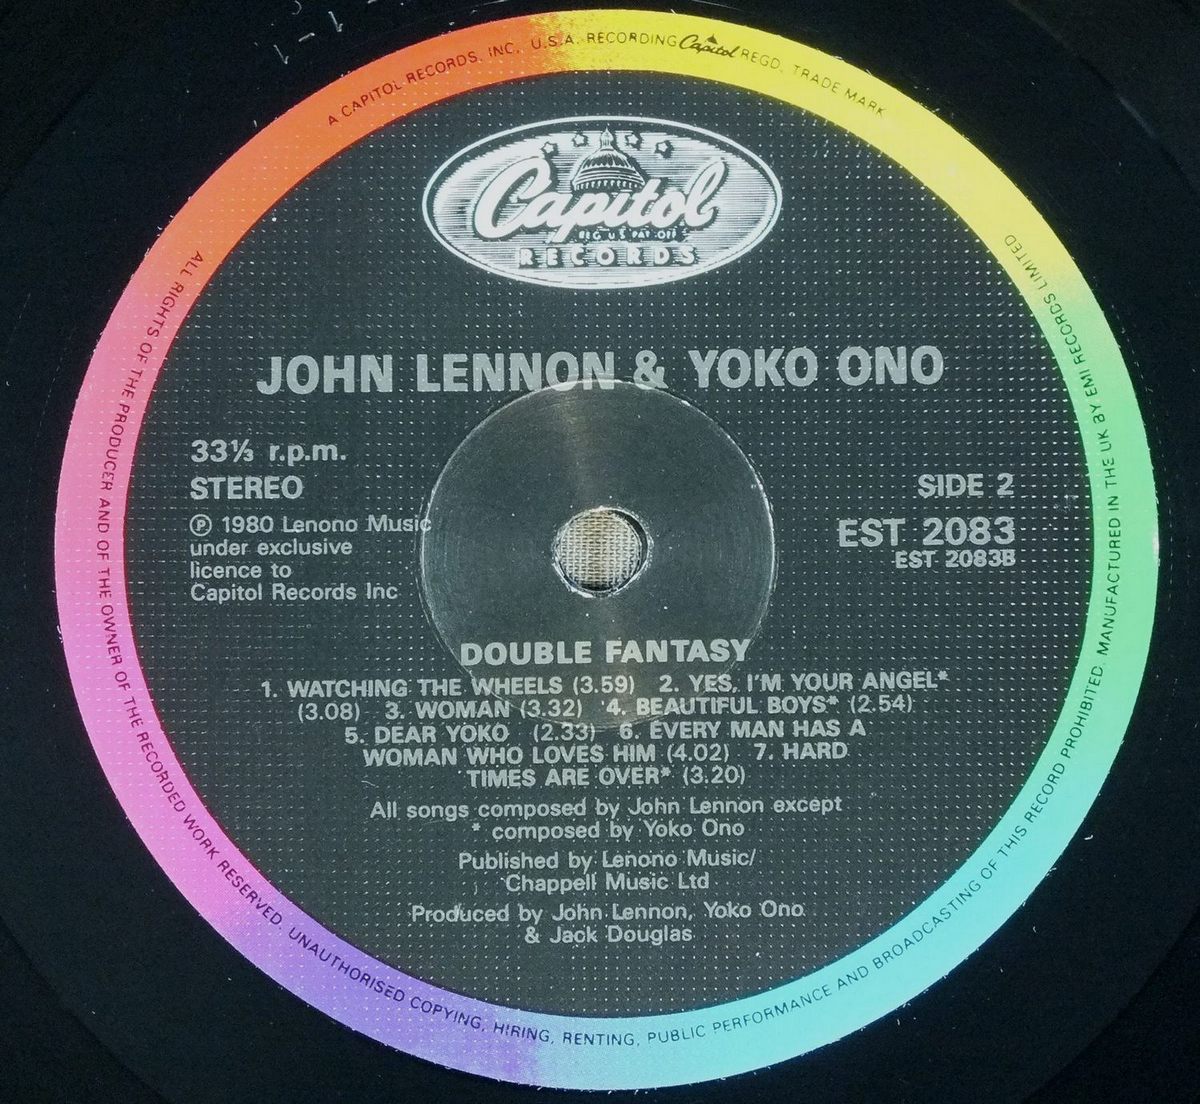 A CAPITOL RECORDS, INC., U.S.A. RECORDING Capitol REGD. TRADE MARK
Capitol
REG. U.S. PAT. OFF.
RECORDS
JOHN LENNON & YOKO ONO
33⅓ r.p.m.
STEREO
SIDE 2
Ⓟ 1980 Lenono Music
under exclusive
licence to
Capitol Records Inc
EST 2083
EST 2083B
DOUBLE FANTASY
1. WATCHING THE WHEELS (3.59) 2. YES, I'M YOUR ANGEL*
(3.08) 3. WOMAN (3.32) 4. BEAUTIFUL BOYS* (2.54)
5. DEAR YOKO (2.33) 6. EVERY MAN HAS A
WOMAN WHO LOVES HIM (4.02) 7. HARD
TIMES ARE OVER* (3.20)
All songs composed by John Lennon except
* composed by Yoko Ono
Published by Lenono Music/
Chappell Music Ltd
Produced by John Lennon, Yoko Ono
& Jack Douglas
ALL RIGHTS OF THE PRODUCER AND OF THE OWNER OF THE RECORDED WORK RESERVED. UNAUTHORISED COPYING, HIRING, RENTING, PUBLIC PERFORMANCE AND BROADCASTING OF THIS RECORD PROHIBITED. MANUFACTURED IN THE UK BY EMI RECORDS LIMITED